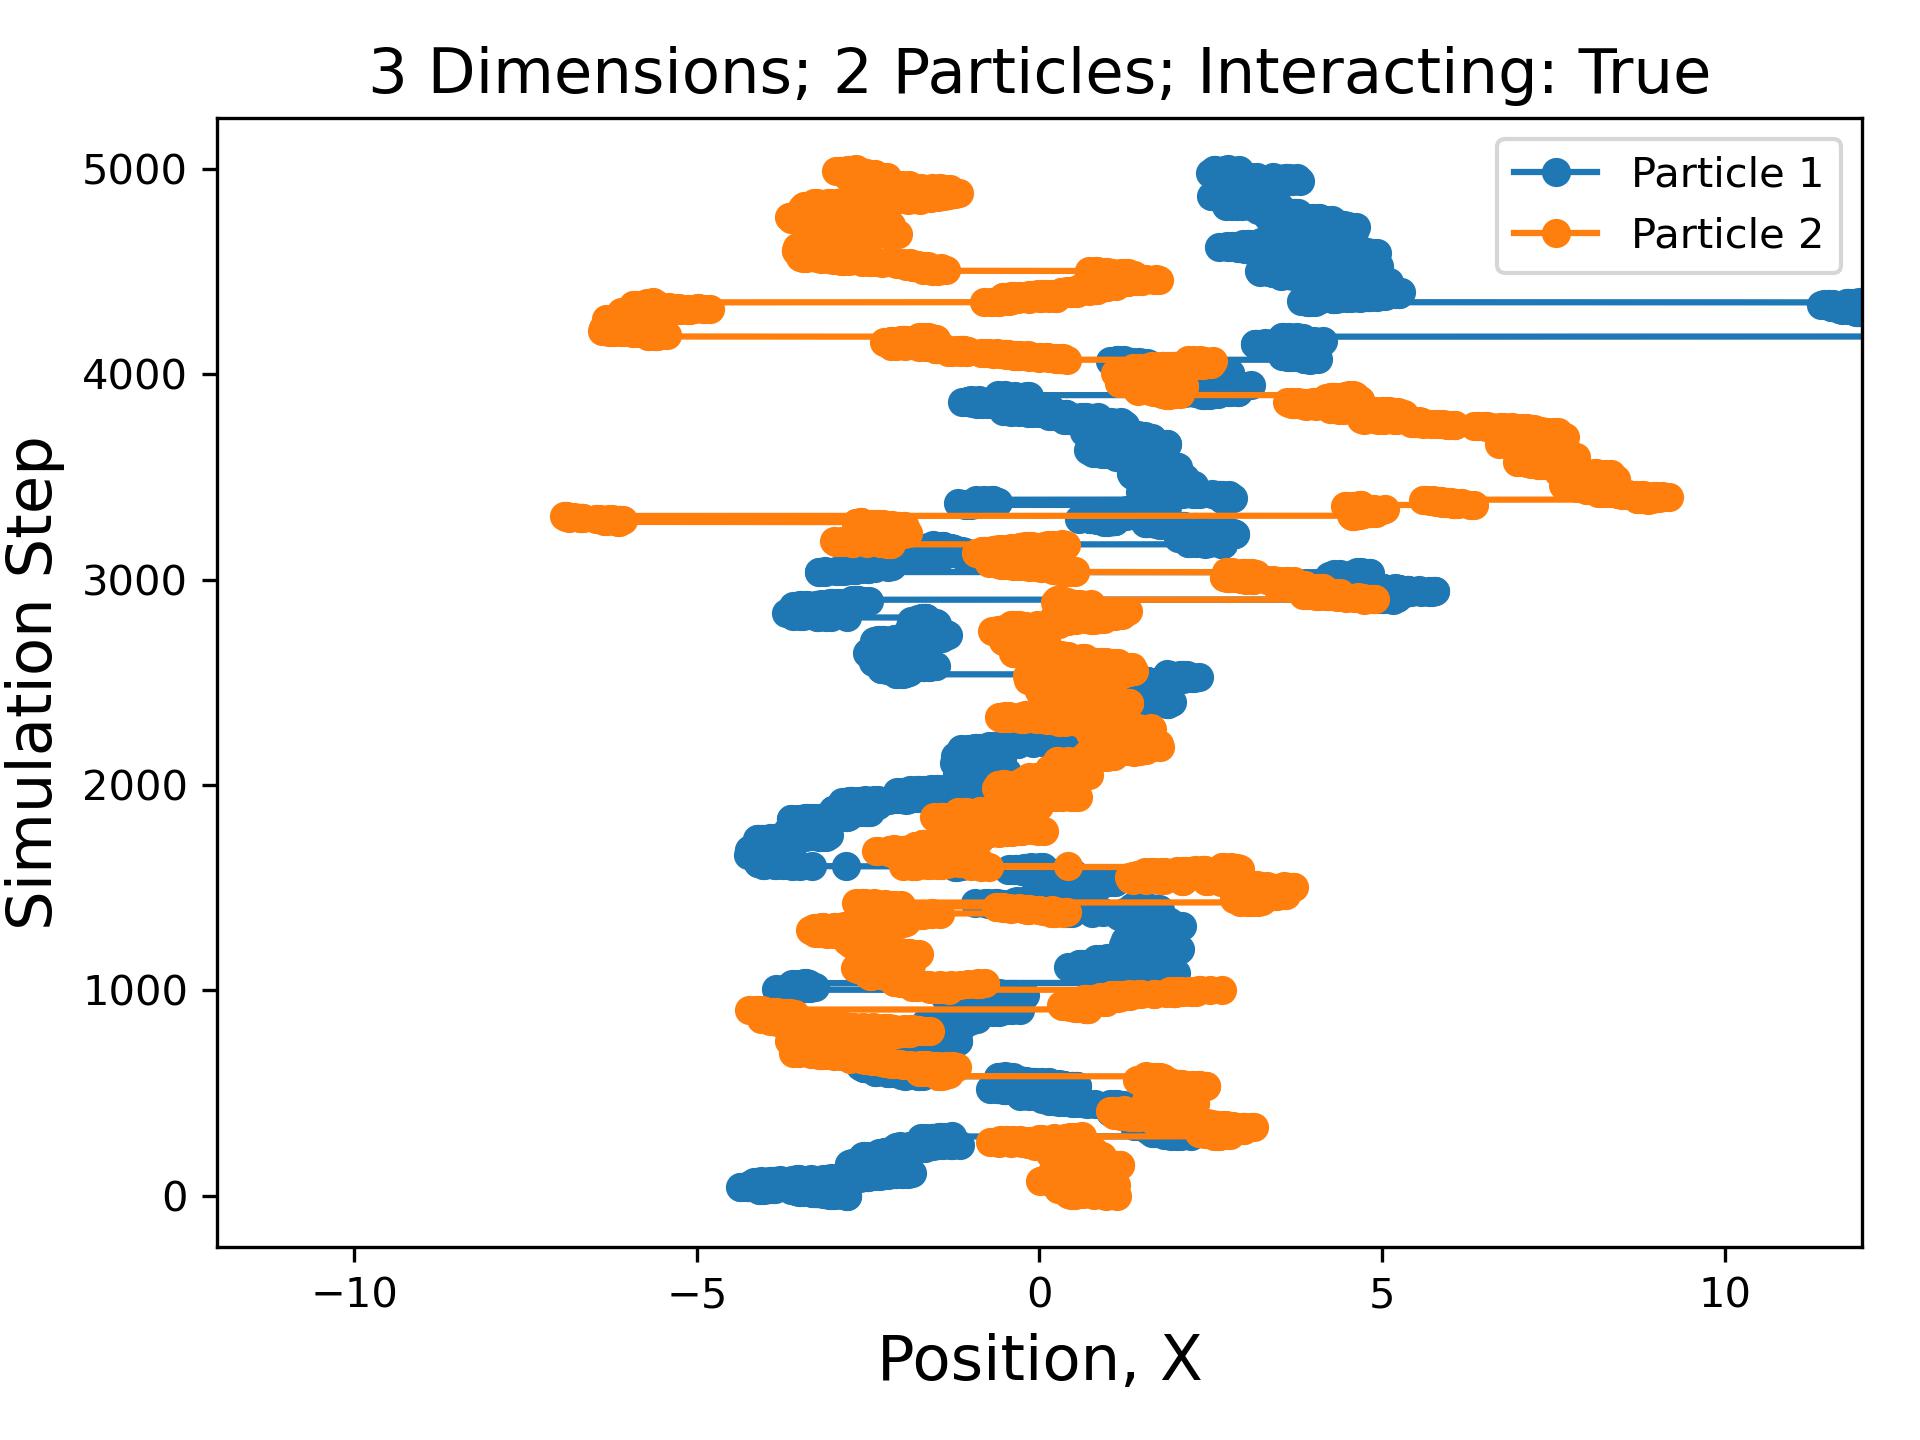 3 Dimensions; 2 Particles; Interacting: True
Particle 1
Particle 2
5000
4000
3000
2000
1000
0
Simulation Step
−10
−5
0
5
10
Position, X